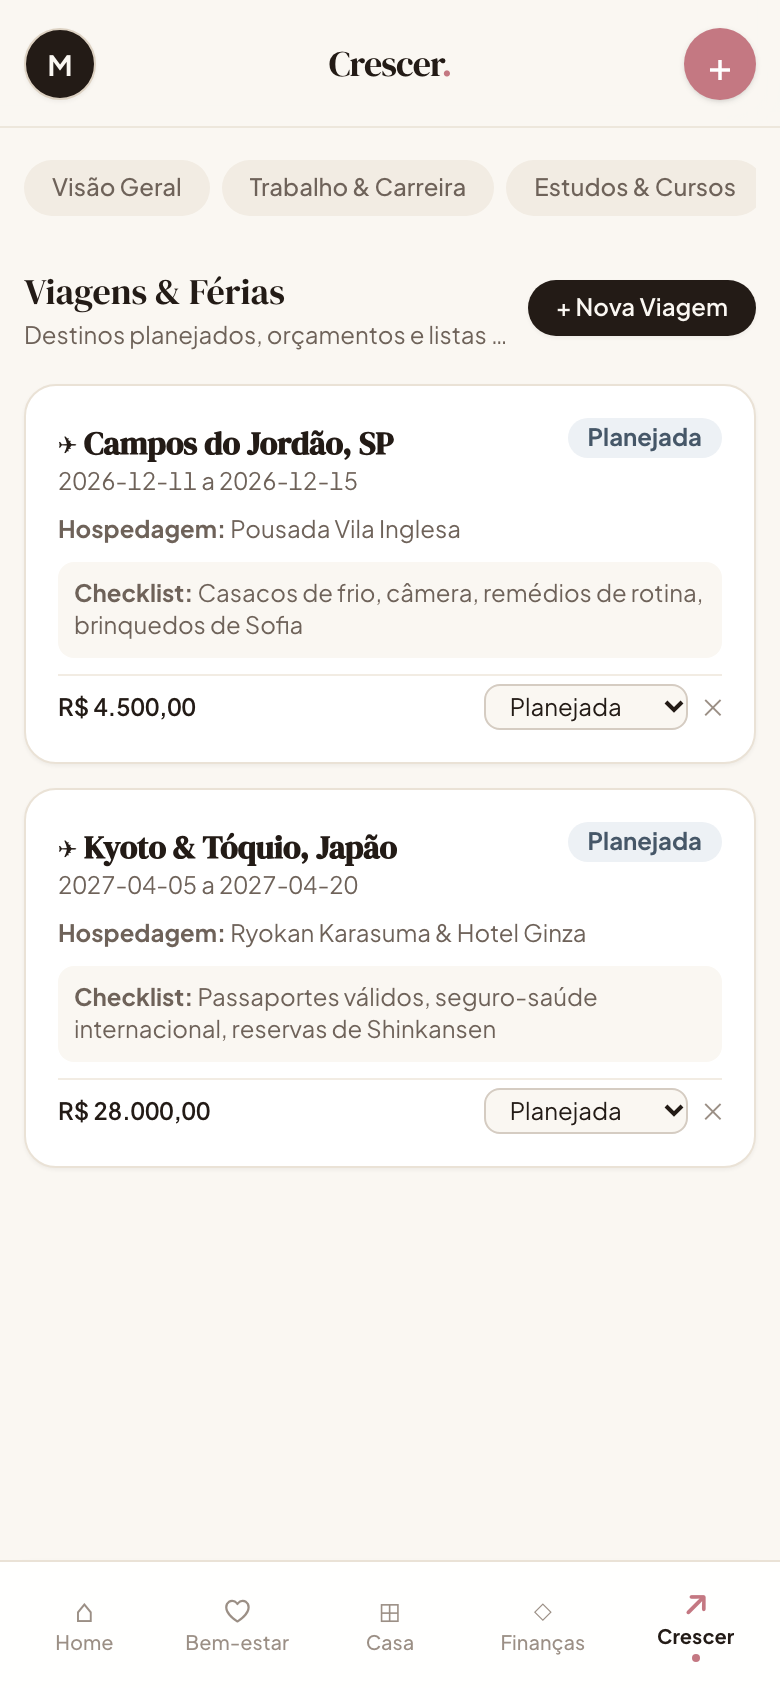 M
Crescer.
+
Visão Geral
Trabalho & Carreira
Estudos & Cursos
Viagens & Férias
Destinos planejados, orçamentos e listas ...
+ Nova Viagem
✈ Campos do Jordão, SP
Planejada
2026-12-11 a 2026-12-15
Hospedagem: Pousada Vila Inglesa
Checklist: Casacos de frio, câmera, remédios de rotina,
brinquedos de Sofia
R$ 4.500,00
Planejada
✈ Kyoto & Tóquio, Japão
Planejada
2027-04-05 a 2027-04-20
Hospedagem: Ryokan Karasuma & Hotel Ginza
Checklist: Passaportes válidos, seguro-saúde
internacional, reservas de Shinkansen
R$ 28.000,00
Planejada
Home
Bem-estar
Casa
Finanças
Crescer